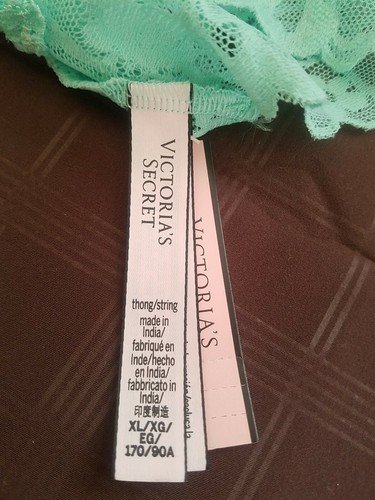 VICTORIA'S
SECRET
thong/string
made in
India/
fabriqué en
Inde/hecho
en India/
fabbricato in
India/
印度制造
XL/XG/
EG/
170/90A
VICTORIA'S